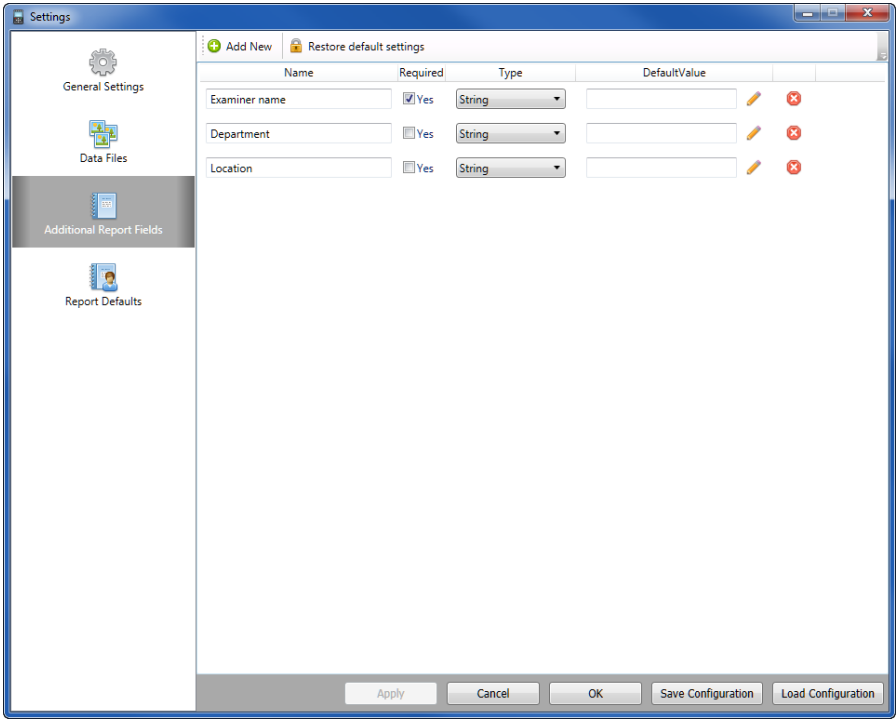 Settings
Add New Restore default settings
General Settings
Data Files
Additional Report Fields
Report Defaults
Name Required Type DefaultValue
Examiner name Yes String
Department Yes String
Location Yes String
Apply Cancel OK Save Configuration Load Configuration